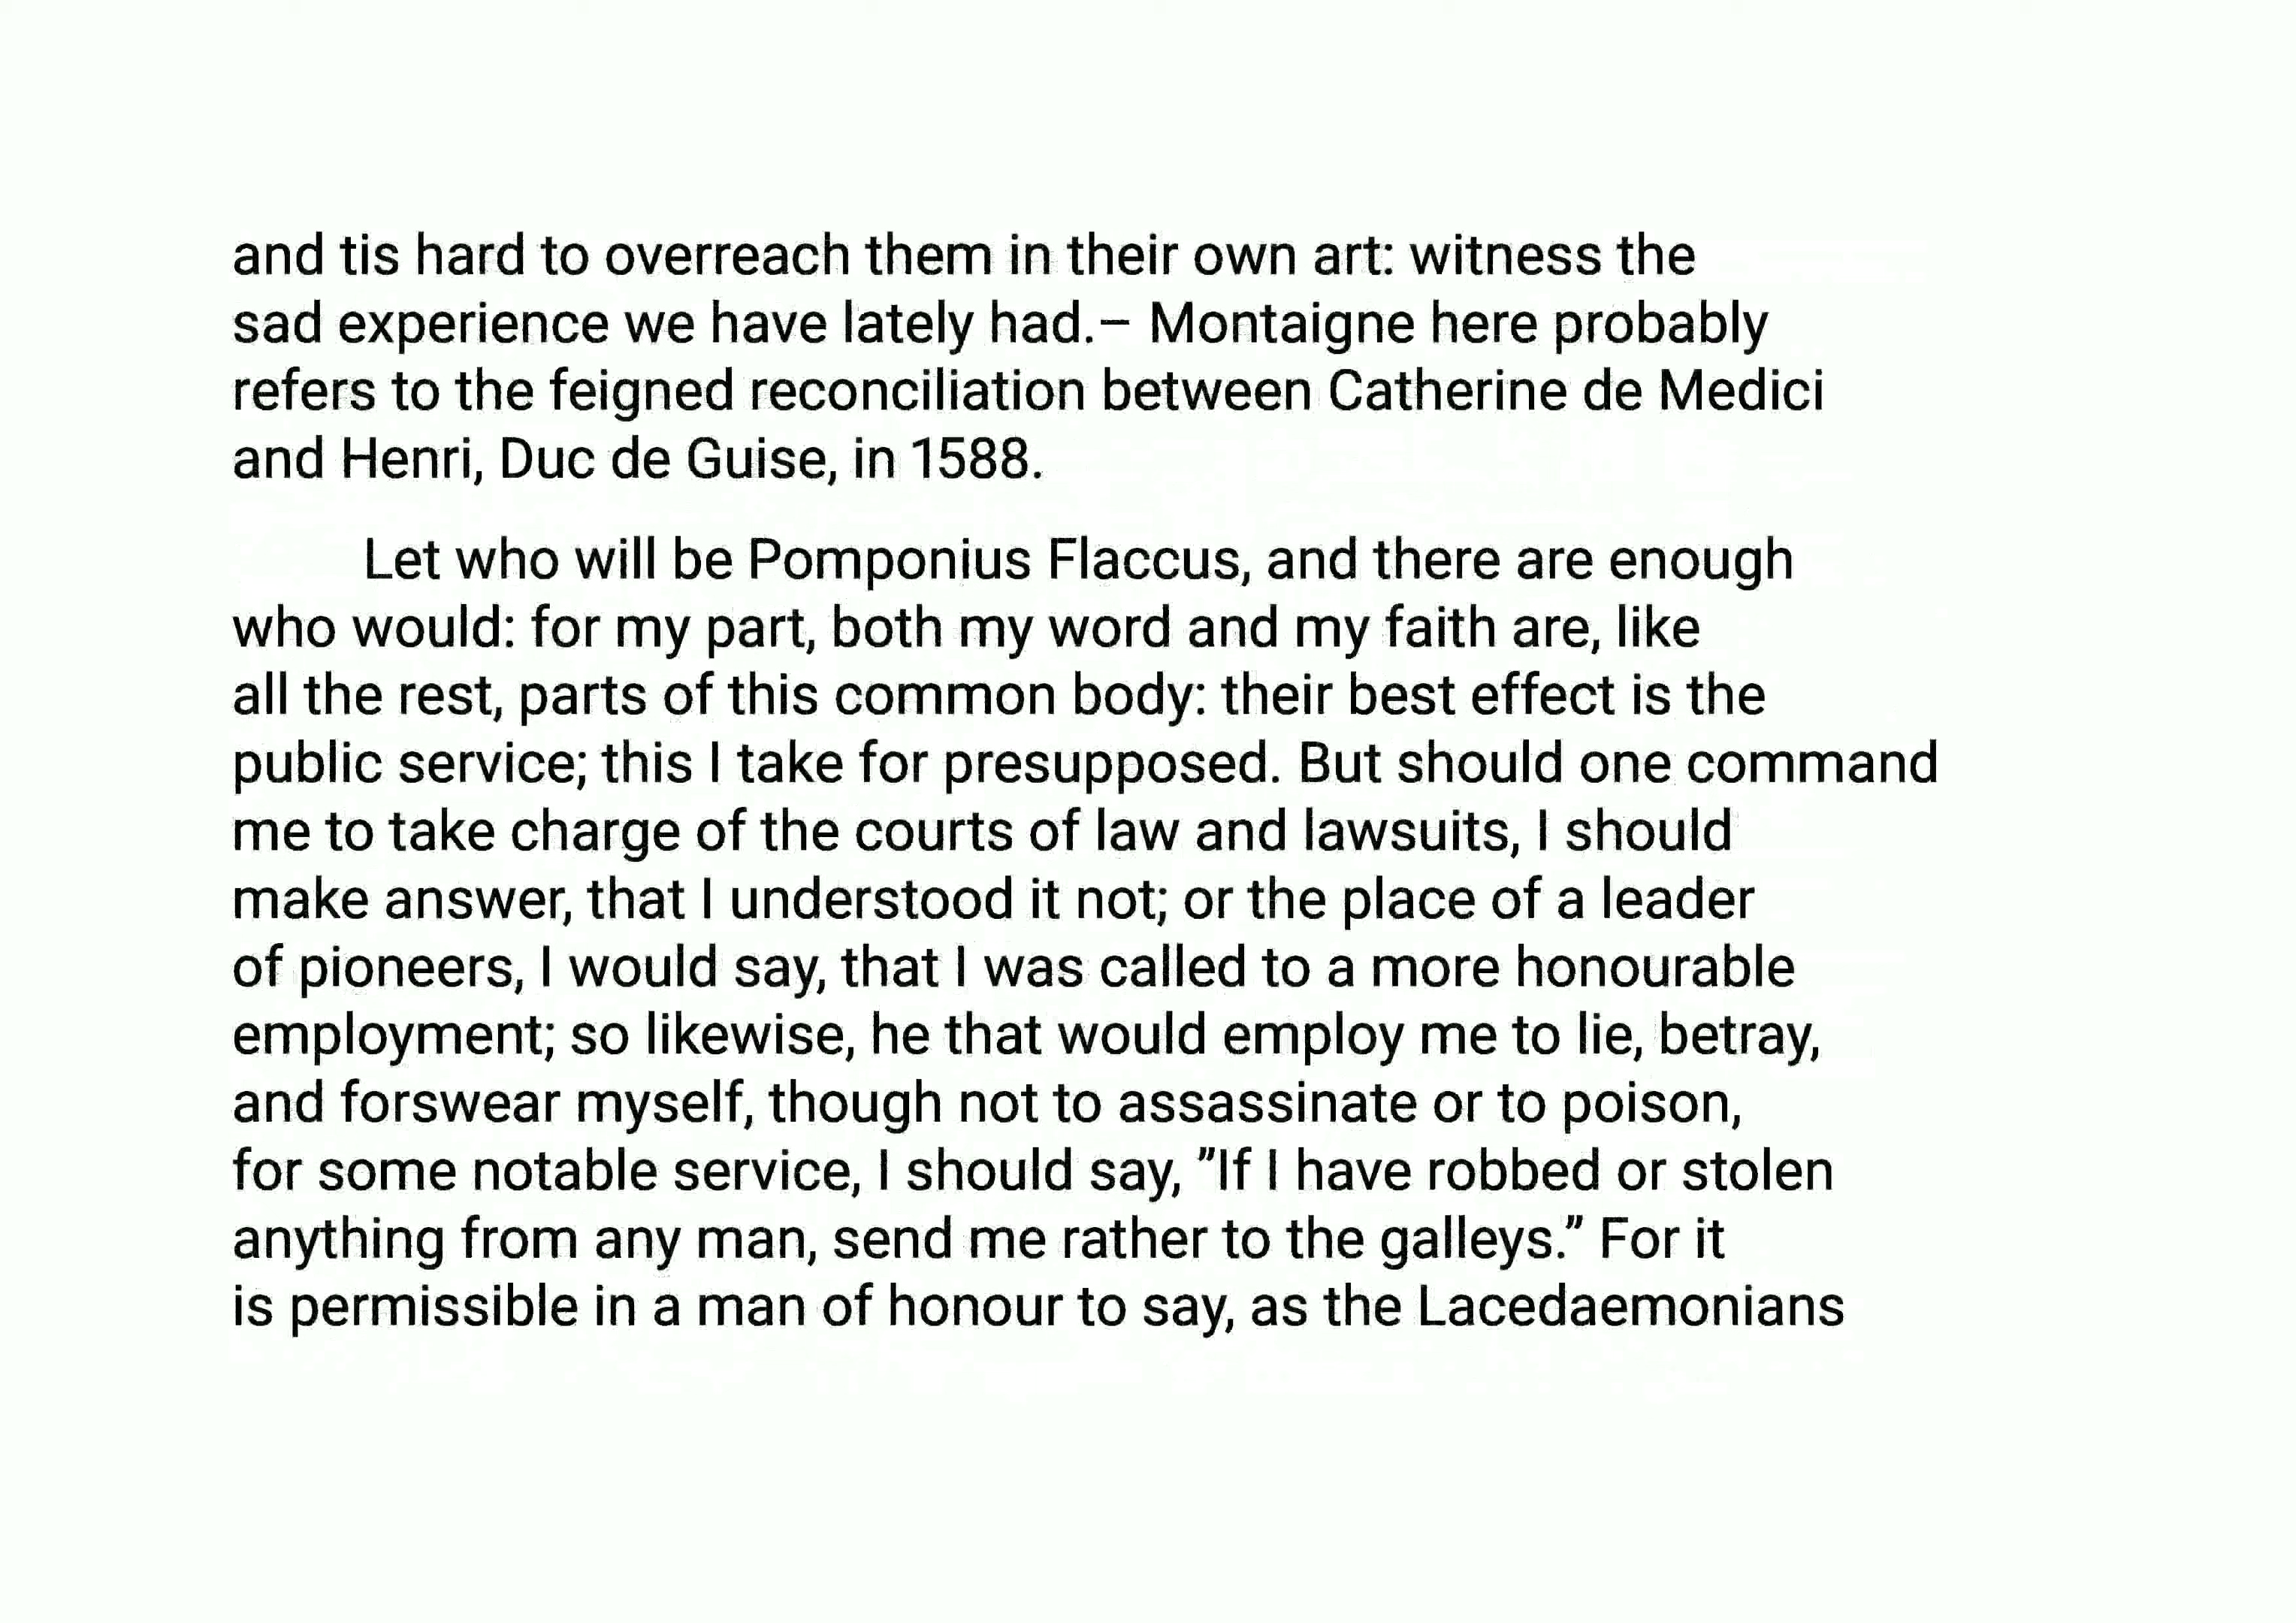 and tis hard to overreach them in their own art: witness the
sad experience we have lately had.– Montaigne here probably
refers to the feigned reconciliation between Catherine de Medici
and Henri, Duc de Guise, in 1588.
Let who will be Pomponius Flaccus, and there are enough
who would: for my part, both my word and my faith are, like
all the rest, parts of this common body: their best effect is the
public service; this I take for presupposed. But should one command
me to take charge of the courts of law and lawsuits, I should
make answer, that I understood it not; or the place of a leader
of pioneers, I would say, that I was called to a more honourable
employment; so likewise, he that would employ me to lie, betray,
and forswear myself, though not to assassinate or to poison,
for some notable service, I should say, ”If I have robbed or stolen
anything from any man, send me rather to the galleys.” For it
is permissible in a man of honour to say, as the Lacedaemonians